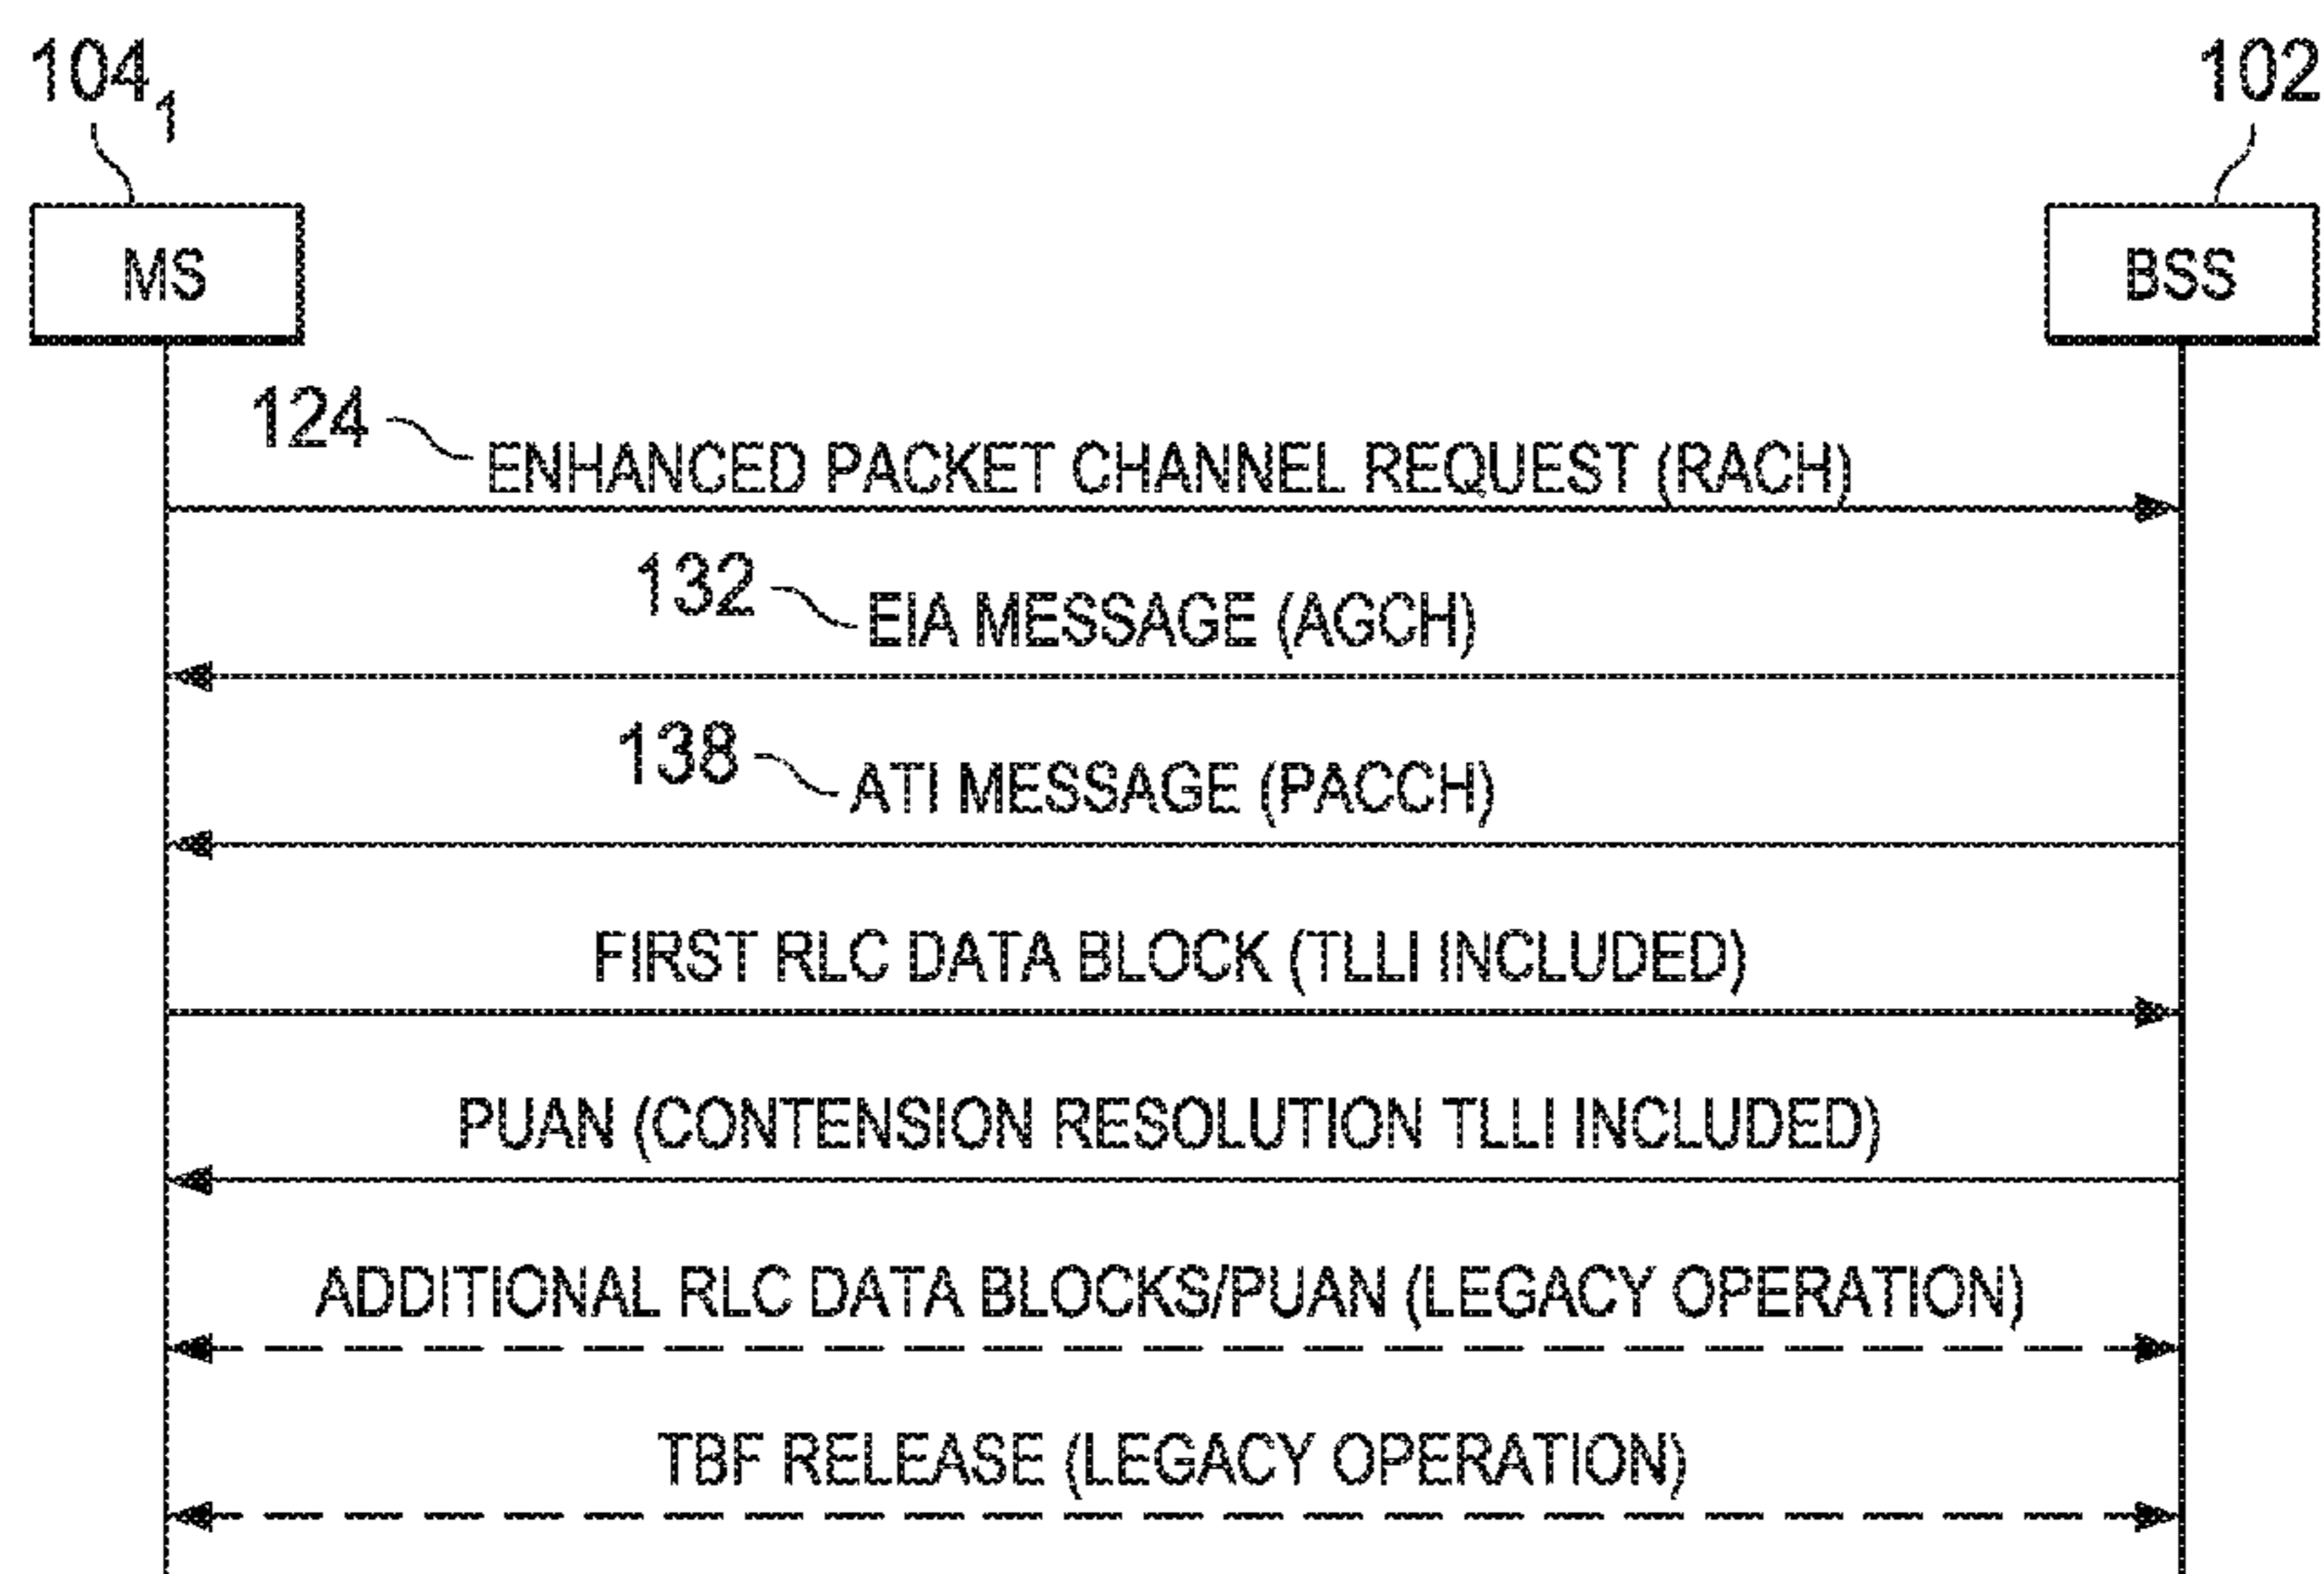 104₁ 102
MS BSS
124 ENHANCED PACKET CHANNEL REQUEST (RACH)
132 EIA MESSAGE (AGCH)
138 ATI MESSAGE (PACCH)
FIRST RLC DATA BLOCK (TLLI INCLUDED)
PUAN (CONTENSION RESOLUTION TLLI INCLUDED)
ADDITIONAL RLC DATA BLOCKS/PUAN (LEGACY OPERATION)
TBF RELEASE (LEGACY OPERATION)